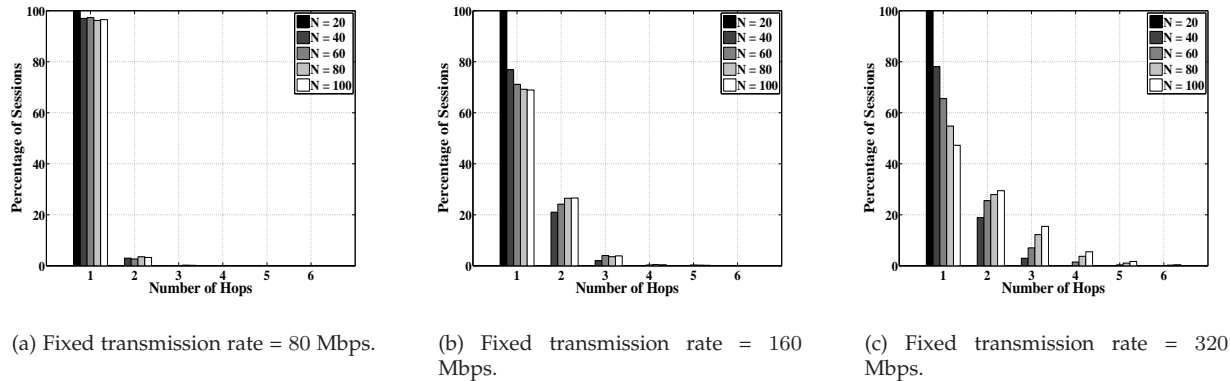 100
80
60
40
20
0
Percentage of Sessions
1 2 3 4 5 6
Number of Hops
N = 20
N = 40
N = 60
N = 80
N = 100
(a) Fixed transmission rate = 80 Mbps.
100
80
60
40
20
0
Percentage of Sessions
1 2 3 4 5 6
Number of Hops
N = 20
N = 40
N = 60
N = 80
N = 100
(b) Fixed transmission rate = 160
Mbps.
100
80
60
40
20
0
Percentage of Sessions
1 2 3 4 5 6
Number of Hops
N = 20
N = 40
N = 60
N = 80
N = 100
(c) Fixed transmission rate = 320
Mbps.